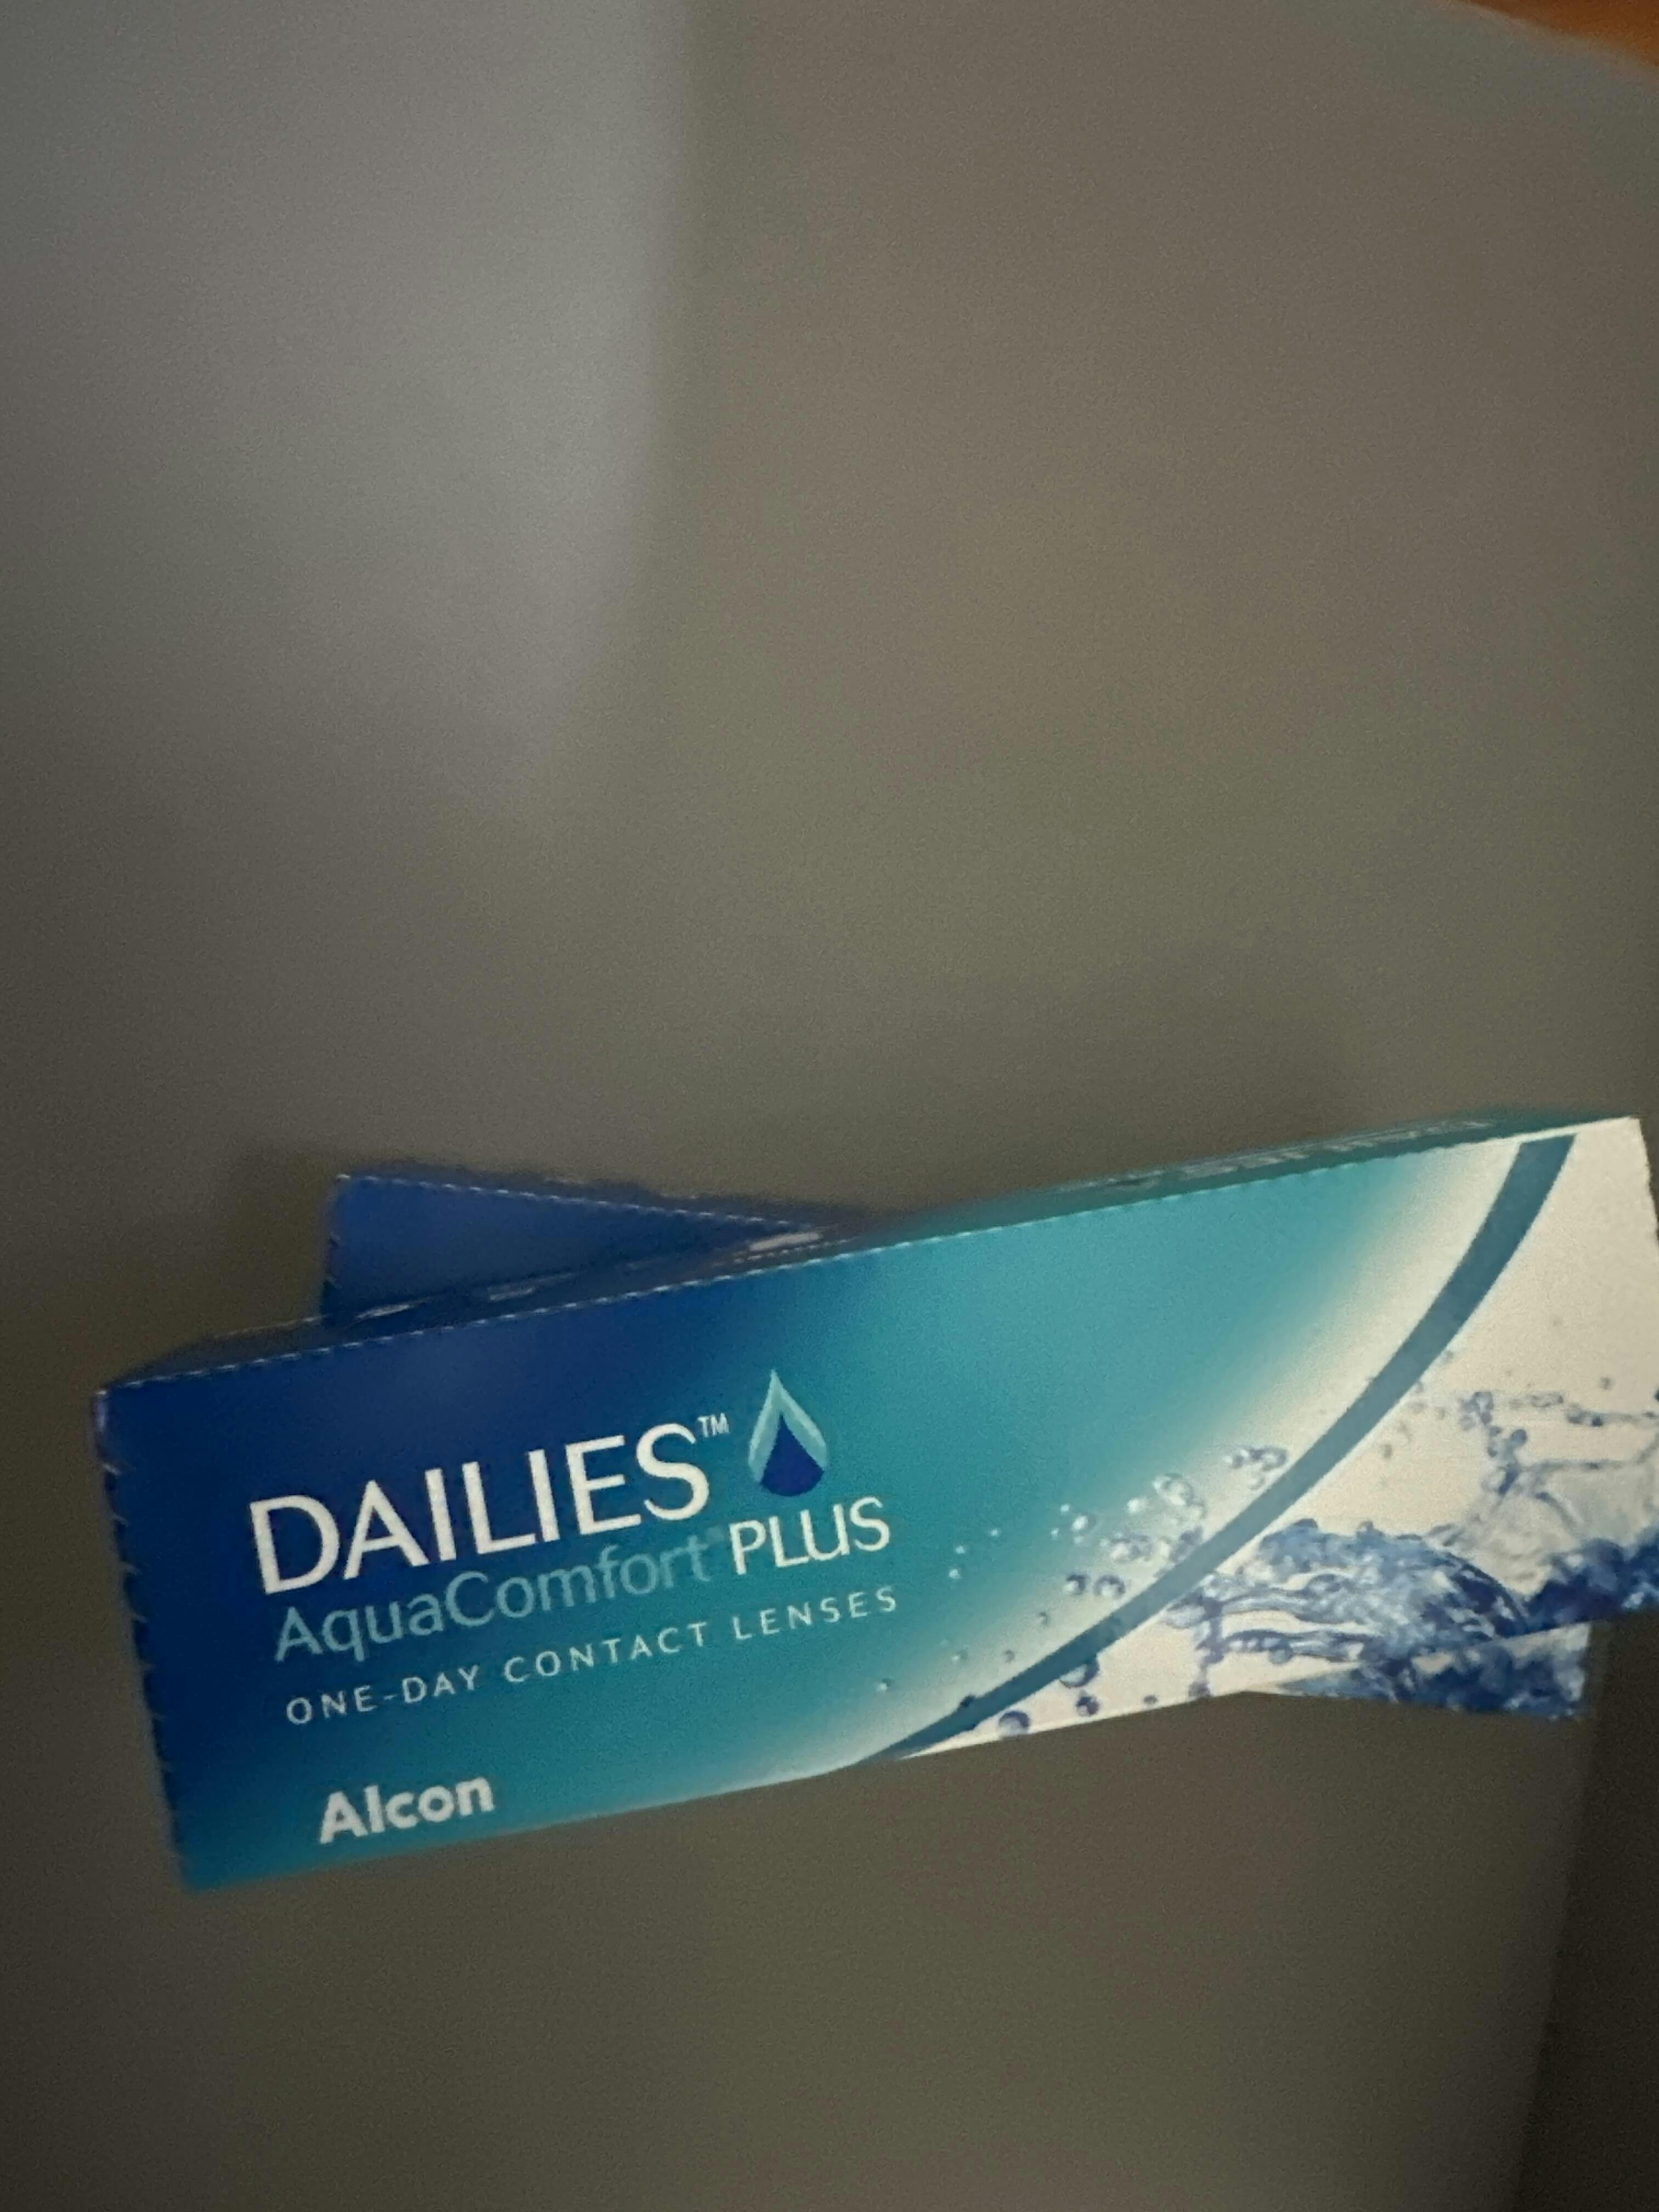 DAILIES™
AquaComfort® PLUS
ONE-DAY CONTACT LENSES
Alcon